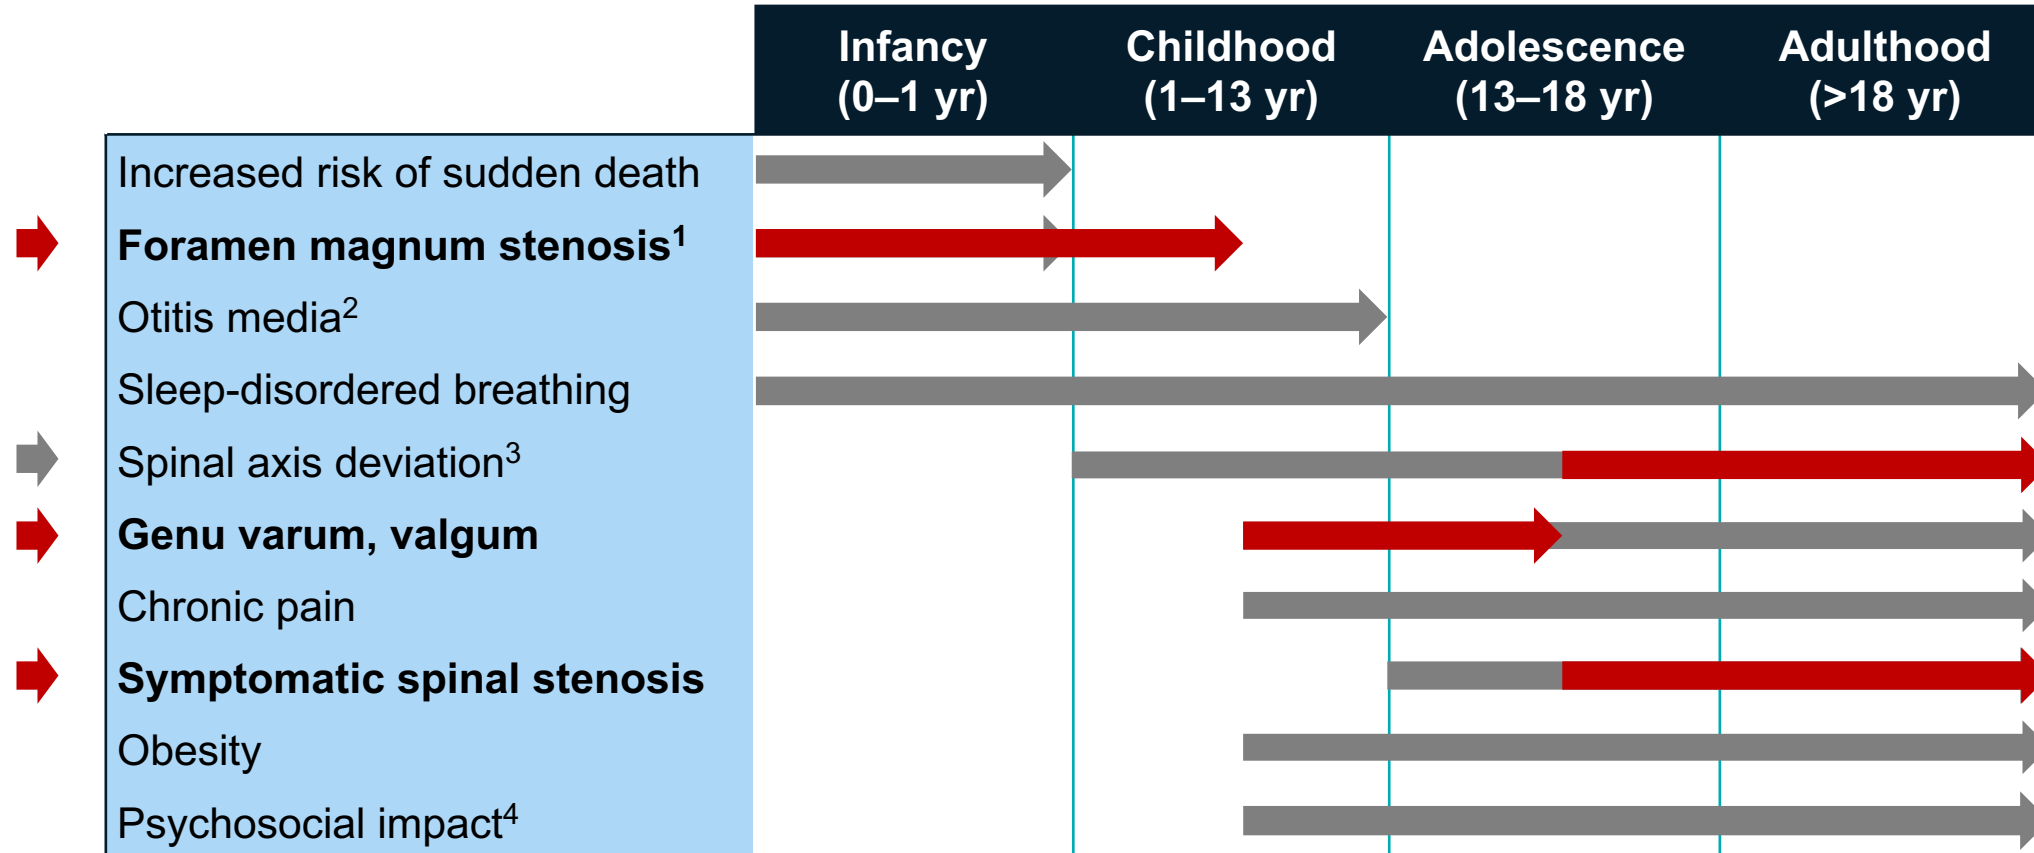 Infancy
(0–1 yr)
Childhood
(1–13 yr)
Adolescence
(13–18 yr)
Adulthood
(>18 yr)
Increased risk of sudden death
Foramen magnum stenosis¹
Otitis media²
Sleep-disordered breathing
Spinal axis deviation³
Genu varum, valgum
Chronic pain
Symptomatic spinal stenosis
Obesity
Psychosocial impact⁴